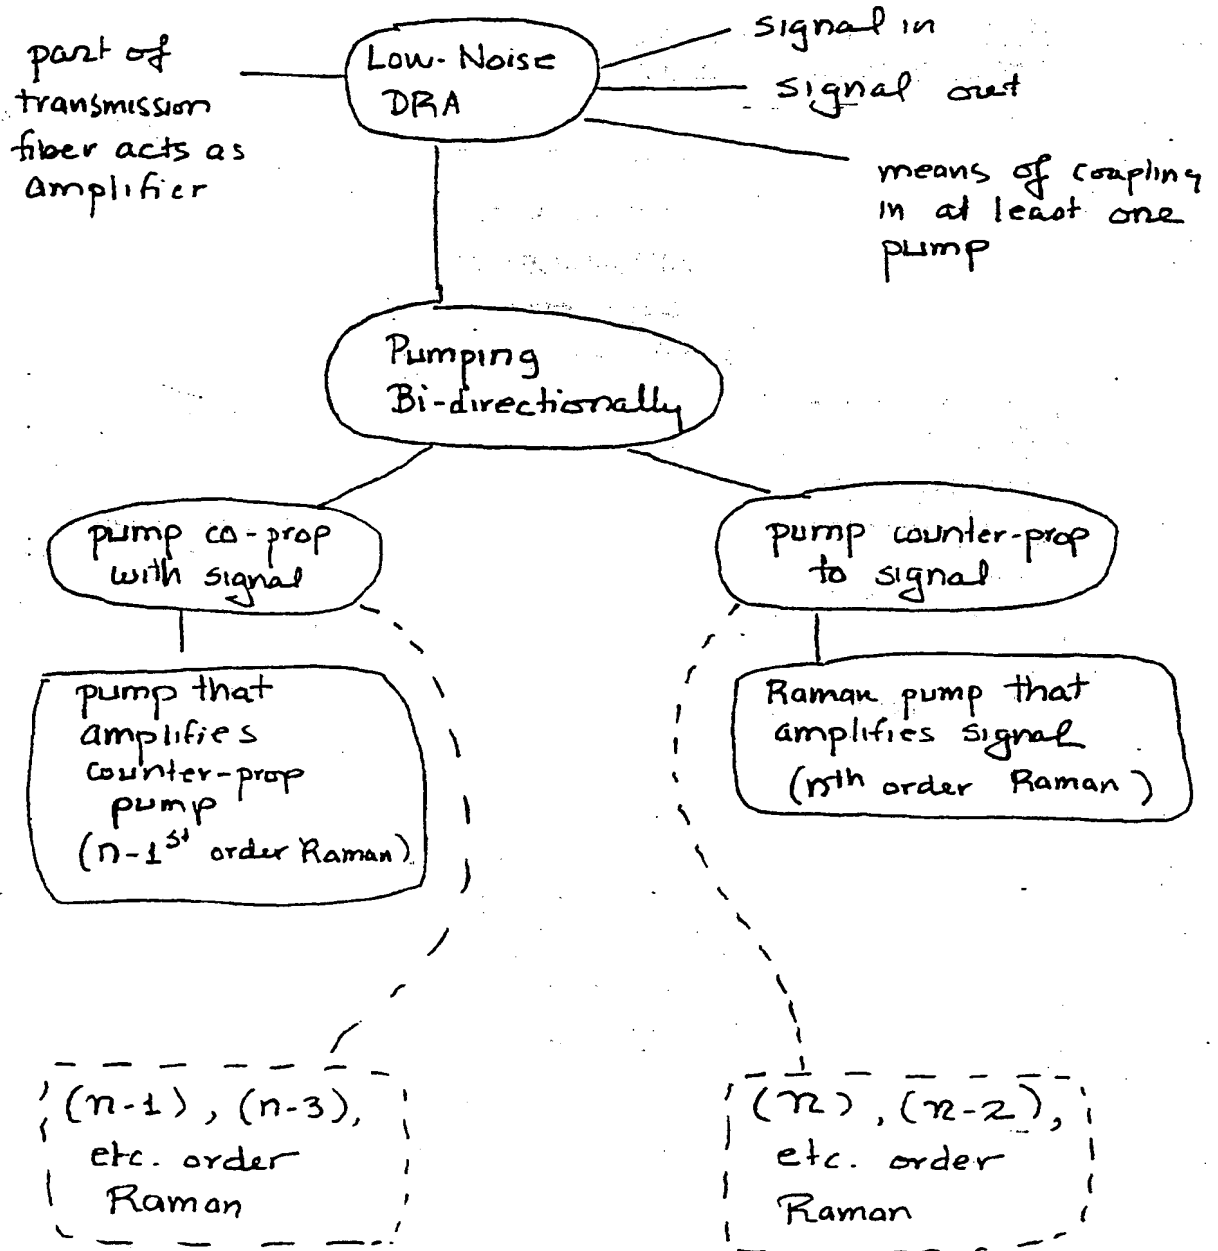 part of
transmission
fiber acts as
amplifier
Low-Noise
DRA
signal in
signal out
means of coupling
in at least one
pump
Pumping
Bi-directionally
pump co-prop
with signal
pump counter-prop
to signal
pump that
amplifies
counter-prop
pump
(n-1st order Raman)
Raman pump that
amplifies signal
(nth order Raman)
(n-1), (n-3),
etc. order
Raman
(n), (n-2),
etc. order
Raman